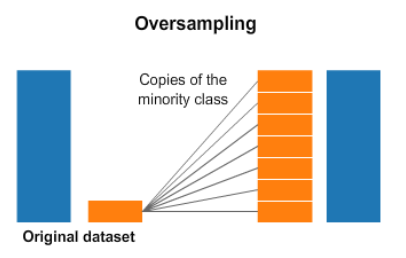 Oversampling
Copies of the
minority class
Original dataset